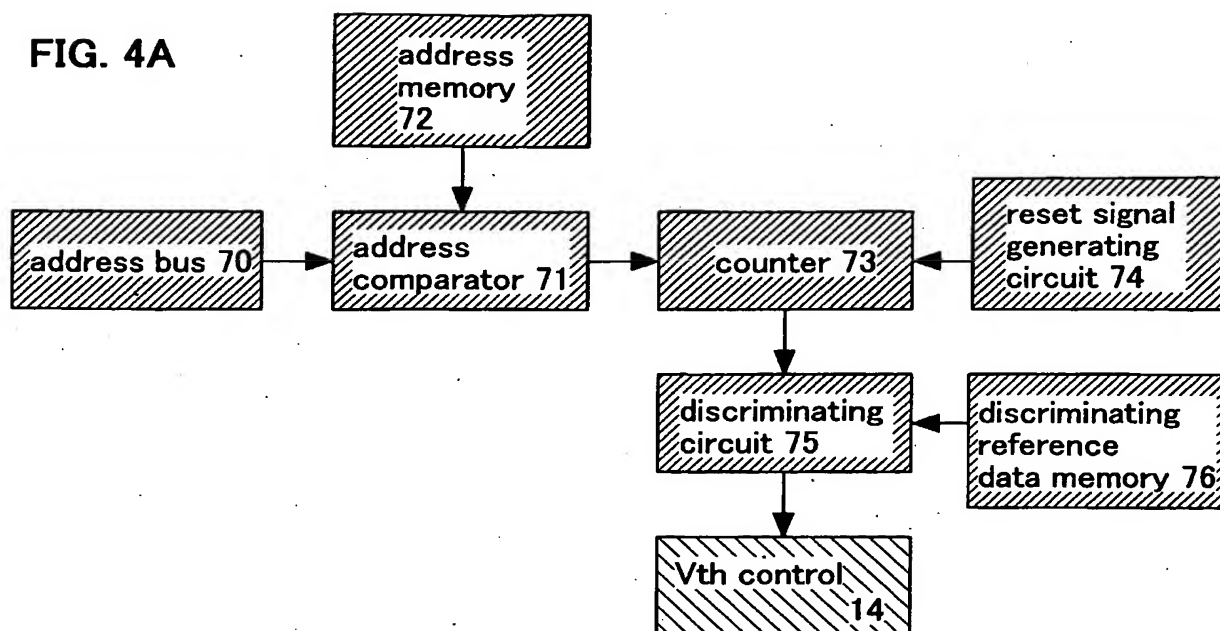 FIG. 4A
address
memory
72
address bus 70
address
comparator 71
counter 73
reset signal
generating
circuit 74
discriminating
circuit 75
discriminating
reference
data memory 76
Vth control
14